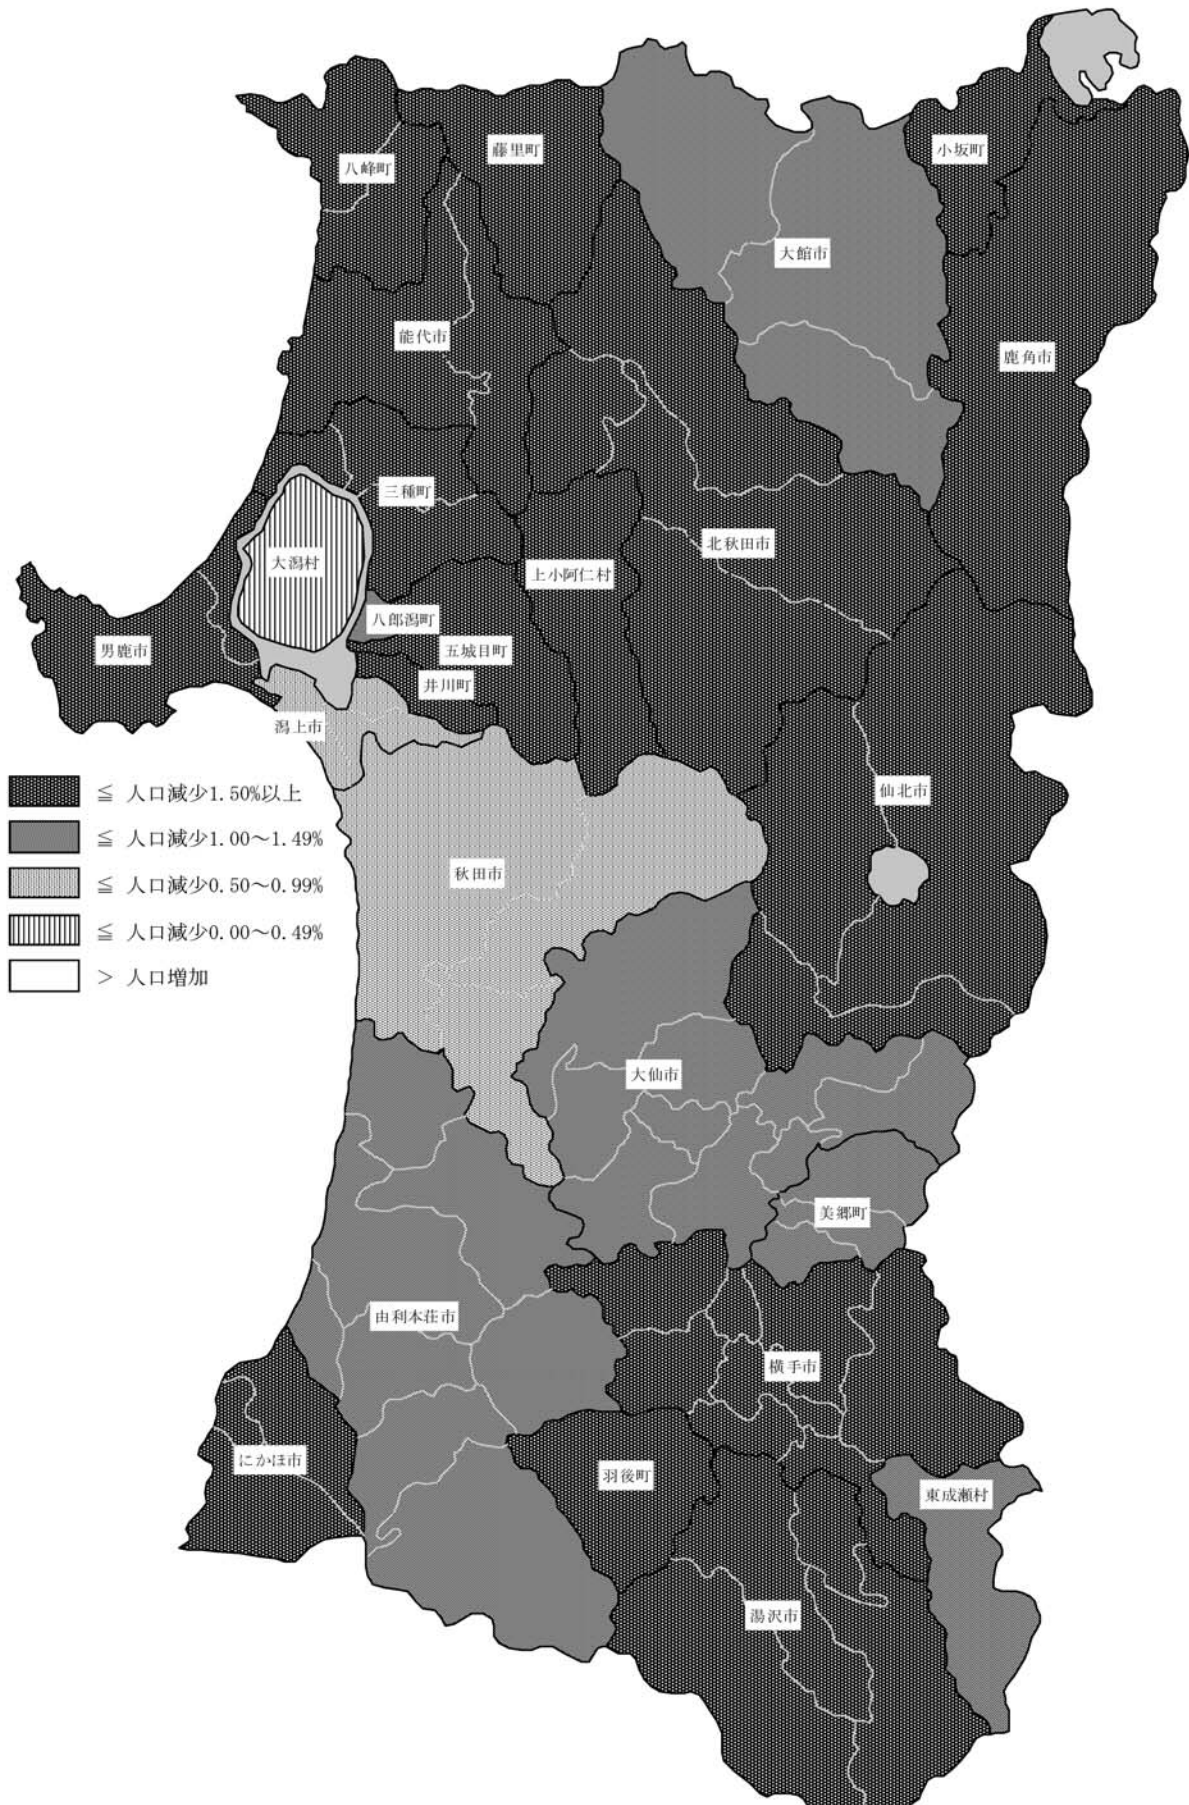 八峰町
藤里町
小坂町
大館市
能代市
鹿角市
三種町
北秋田市
大潟村
上小阿仁村
八郎潟町
男鹿市
五城目町
井川町
潟上市
≦ 人口減少1.50%以上
≦ 人口減少1.00～1.49%
≦ 人口減少0.50～0.99%
≦ 人口減少0.00～0.49%
＞ 人口増加
仙北市
秋田市
大仙市
美郷町
由利本荘市
横手市
にかほ市
羽後町
東成瀬村
湯沢市